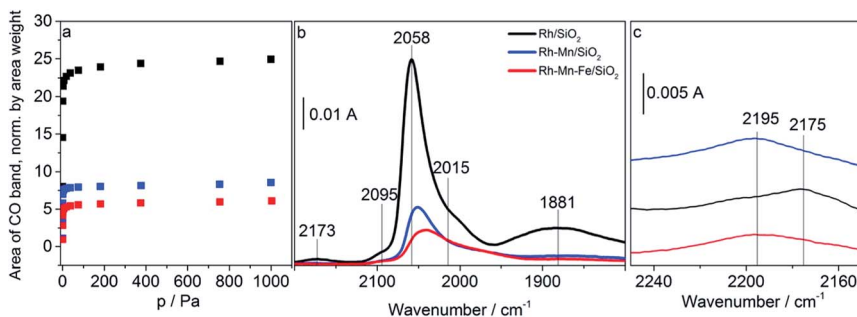 Area of CO band, norm. by area weight
30
25
20
15
10
5
0
a
0 200 400 600 800 1000
p / Pa
b
2058
Rh/SiO2
Rh-Mn/SiO2
Rh-Mn-Fe/SiO2
0.01 A
2095
2015
2173
1881
2100 2000 1900
Wavenumber / cm-1
c
0.005 A
2195
2175
2240 2200 2160
Wavenumber / cm-1